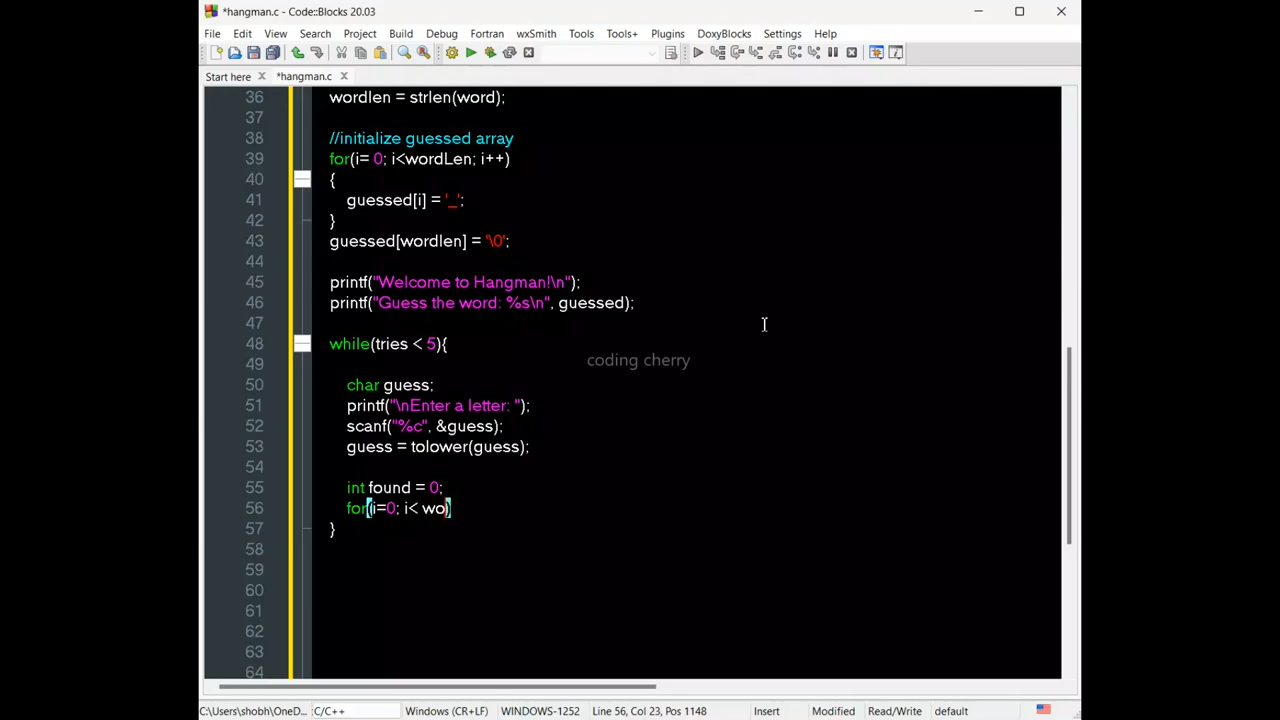 *hangman.c - Code::Blocks 20.03
File Edit View Search Project Build Debug Fortran wxSmith Tools Tools+ Plugins DoxyBlocks Settings Help
Start here *hangman.c
36 wordlen = strlen(word);
37
38 //initialize guessed array
39 for(i= 0; i<wordLen; i++)
40 {
41 guessed[i] = '_';
42 }
43 guessed[wordlen] = '\0';
44
45 printf("Welcome to Hangman!\n");
46 printf("Guess the word: %s\n", guessed);
47
48 while(tries < 5){
49
coding cherry
50 char guess;
51 printf("\nEnter a letter: ");
52 scanf("%c", &guess);
53 guess = tolower(guess);
54
55 int found = 0;
56 for(i=0; i< wo)
57 }
58
59
60
61
62
63
64
C:\Users\shobh\OneD... C/C++ Windows (CR+LF) WINDOWS-1252 Line 56, Col 23, Pos 1148 Insert Modified Read/Write default